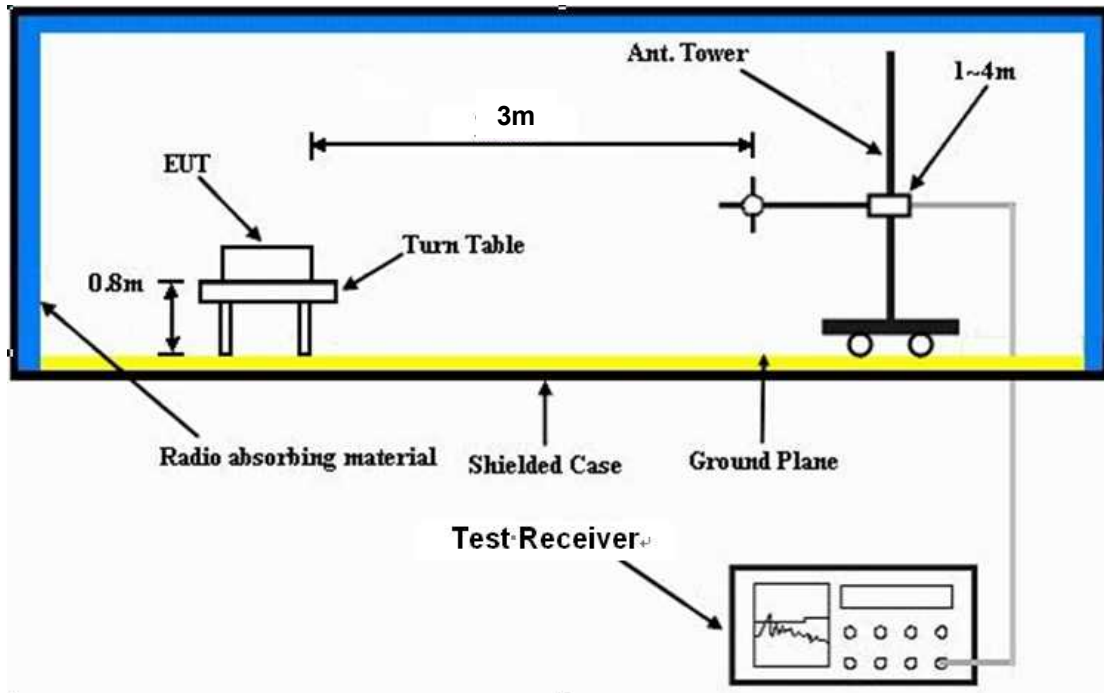 Ant. Tower
1~4m
3m
EUT
Turn Table
0.8m
Radio absorbing material
Shielded Case
Ground Plane
Test Receiver